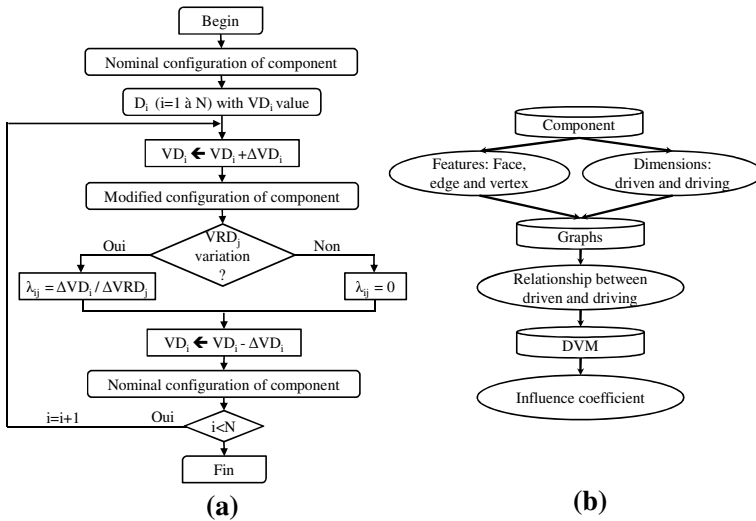 Begin
Nominal configuration of component
Dᵢ (i=1 à N) with VDᵢ value
VDᵢ 🡸 VDᵢ +ΔVDᵢ
Modified configuration of component
Oui
VRDⱼ
variation
?
Non
λᵢⱼ = ΔVDᵢ / ΔVRDⱼ
λᵢⱼ = 0
VDᵢ 🡸 VDᵢ - ΔVDᵢ
Nominal configuration of component
i=i+1
Oui
i<N
Fin
(a)
Component
Features: Face,
edge and vertex
Dimensions:
driven and driving
Graphs
Relationship between
driven and driving
DVM
Influence coefficient
(b)